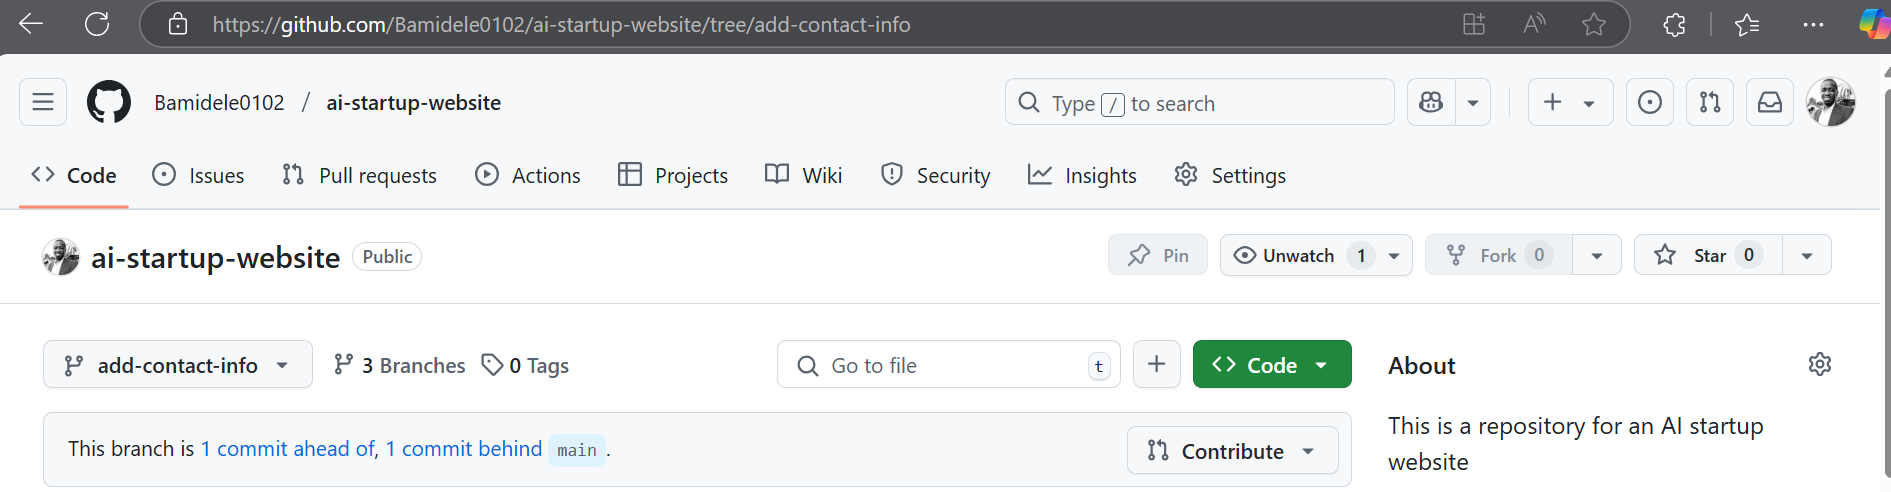 https://github.com/Bamidele0102/ai-startup-website/tree/add-contact-info
Bamidele0102 / ai-startup-website
Type / to search
Code Issues Pull requests Actions Projects Wiki Security Insights Settings
ai-startup-website Public
Pin Unwatch 1 Fork 0 Star 0
add-contact-info 3 Branches 0 Tags Go to file t Code
About
This branch is 1 commit ahead of, 1 commit behind main.
Contribute
This is a repository for an AI startup
website